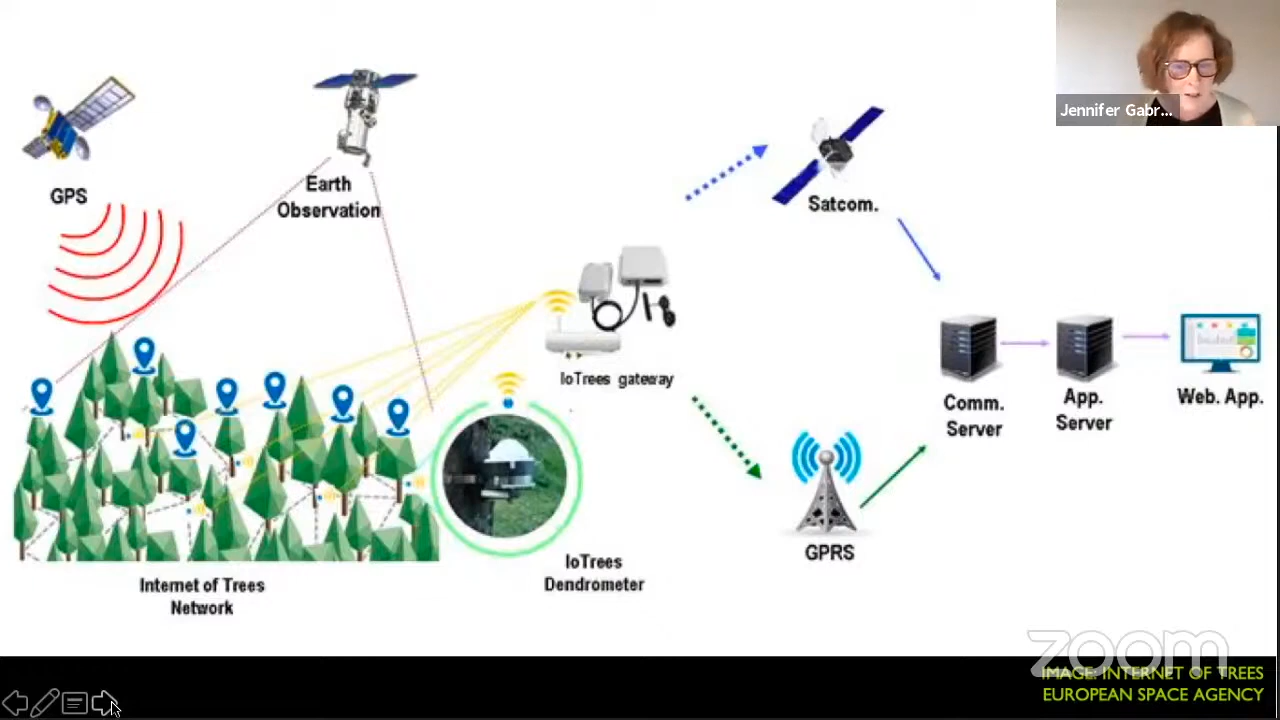 Jennifer Gabr...
GPS
Earth
Observation
Satcom.
IoTrees gateway
Comm.
Server
App.
Server
Web. App.
GPRS
IoTrees
Dendrometer
Internet of Trees
Network
zoom
IMAGE: INTERNET OF TREES
EUROPEAN SPACE AGENCY